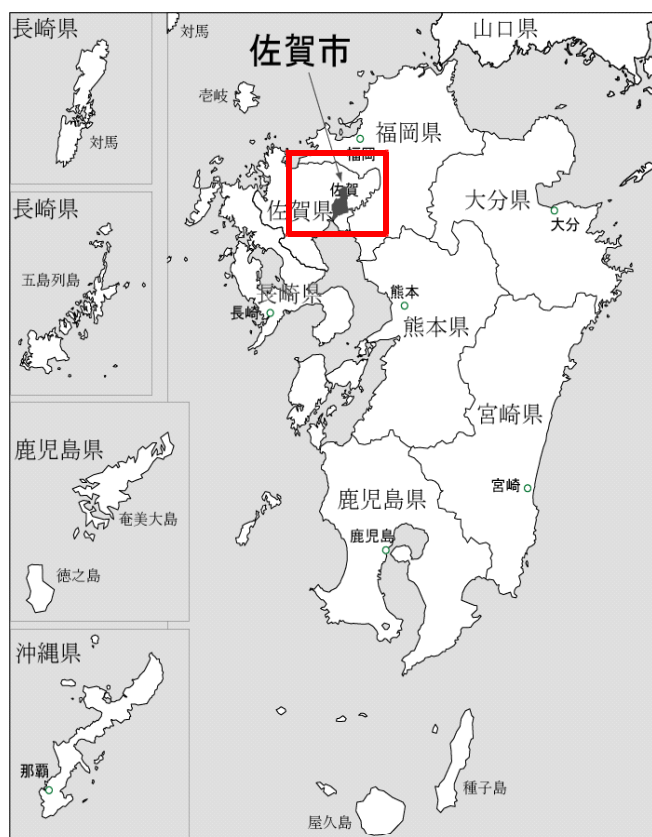 長崎県
対馬
対馬
山口県
佐賀市
壱岐
福岡県
福岡
佐賀
佐賀県
大分県
大分
長崎県
五島列島
長崎県
長崎
熊本
熊本県
宮崎県
宮崎
鹿児島県
奄美大島
徳之島
鹿児島県
鹿児島
沖縄県
那覇
種子島
屋久島